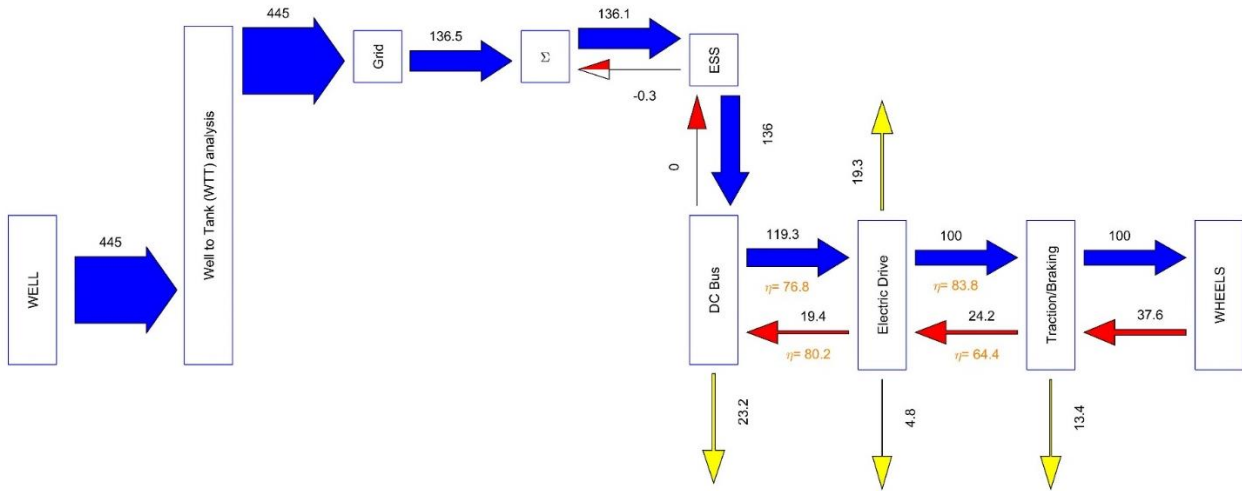 445
136.5
136.1
-0.3
Grid
Σ
ESS
0
136
19.3
Well to Tank (WTT) analysis
445
WELL
DC Bus
119.3
η= 76.8
19.4
η= 80.2
Electric Drive
100
η= 83.8
24.2
η= 64.4
Traction/Braking
100
37.6
WHEELS
23.2
4.8
13.4